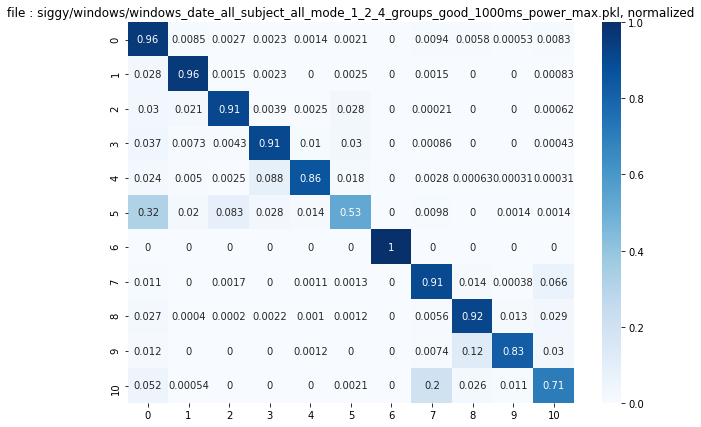 file : siggy/windows/windows_date_all_subject_all_mode_1_2_4_groups_good_1000ms_power_max.pkl, normalized
0 0.96 0.0085 0.0027 0.0023 0.0014 0.0021 0 0.0094 0.0058 0.00053 0.0083
1 0.028 0.96 0.0015 0.0023 0 0.0025 0 0.0015 0 0 0.00083
2 0.03 0.021 0.91 0.0039 0.0025 0.028 0 0.00021 0 0 0.00062
3 0.037 0.0073 0.0043 0.91 0.01 0.03 0 0.00086 0 0 0.00043
4 0.024 0.005 0.0025 0.088 0.86 0.018 0 0.0028 0.00063 0.00031 0.00031
5 0.32 0.02 0.083 0.028 0.014 0.53 0 0.0098 0 0.0014 0.0014
6 0 0 0 0 0 0 1 0 0 0 0
7 0.011 0 0.0017 0 0.0011 0.0013 0 0.91 0.014 0.00038 0.066
8 0.027 0.0004 0.0002 0.0022 0.001 0.0012 0 0.0056 0.92 0.013 0.029
9 0.012 0 0 0 0.0012 0 0 0.0074 0.12 0.83 0.03
10 0.052 0.00054 0 0 0 0.0021 0 0.2 0.026 0.011 0.71
0 1 2 3 4 5 6 7 8 9 10
1.0
0.8
0.6
0.4
0.2
0.0